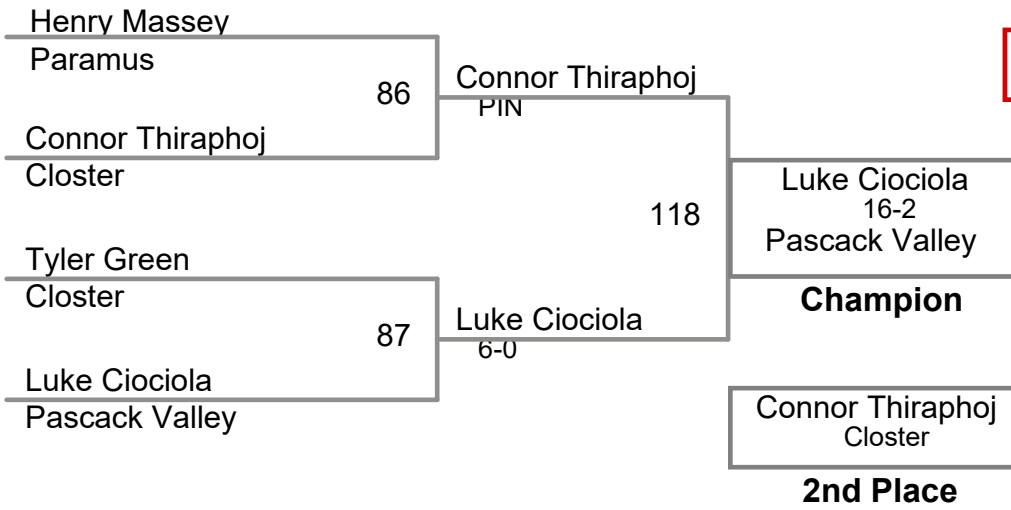 Henry Massey
Paramus
86
Connor Thiraphoj
PIN
Connor Thiraphoj
Closter
118
Luke Ciociola
16-2
Pascack Valley
Champion
Tyler Green
Closter
87
Luke Ciociola
6-0
Luke Ciociola
Pascack Valley
Connor Thiraphoj
Closter
2nd Place